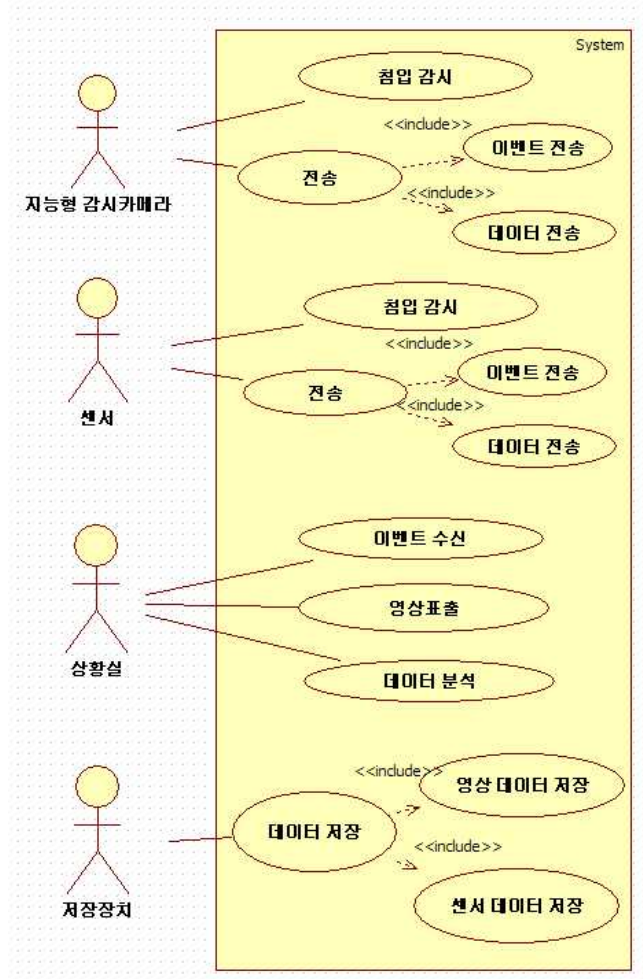 System
침입 감시
<<include>>
이벤트 전송
전송
<<include>>
데이터 전송
지능형 감시카메라
침입 감시
<<include>>
이벤트 전송
전송
<<include>>
데이터 전송
센서
이벤트 수신
영상표출
데이터 분석
상황실
<<include>>
영상 데이터 저장
데이터 저장
<<include>>
센서 데이터 저장
저장장치